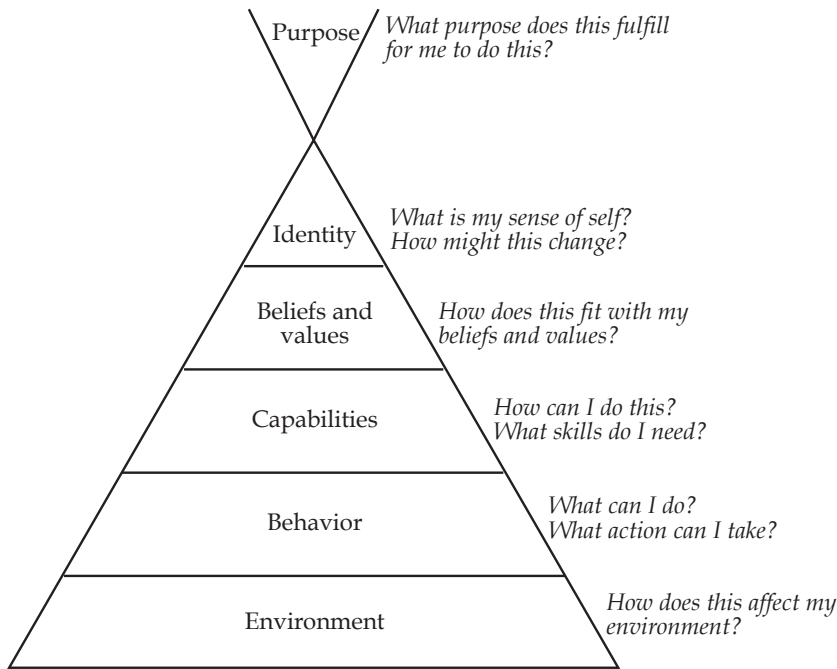 Purpose
What purpose does this fulfill
for me to do this?
Identity
What is my sense of self?
How might this change?
Beliefs and
values
How does this fit with my
beliefs and values?
Capabilities
How can I do this?
What skills do I need?
Behavior
What can I do?
What action can I take?
Environment
How does this affect my
environment?